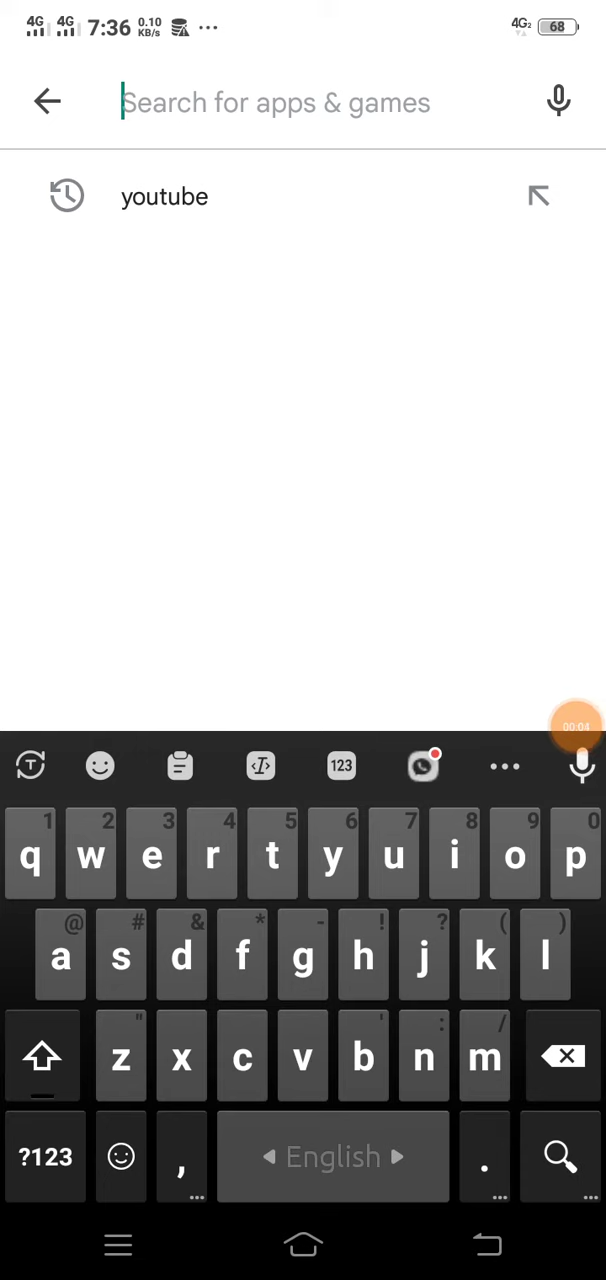 4G 4G 7:36 0.10 KB/s ... 4G2 68
Search for apps & games
youtube
00:04
T I 123 ...
1 2 3 4 5 6 7 8 9 0
q w e r t y u i o p
@ # & * - ! ? ( )
a s d f g h j k l
" ' : /
z x c v b n m
?123 , English .